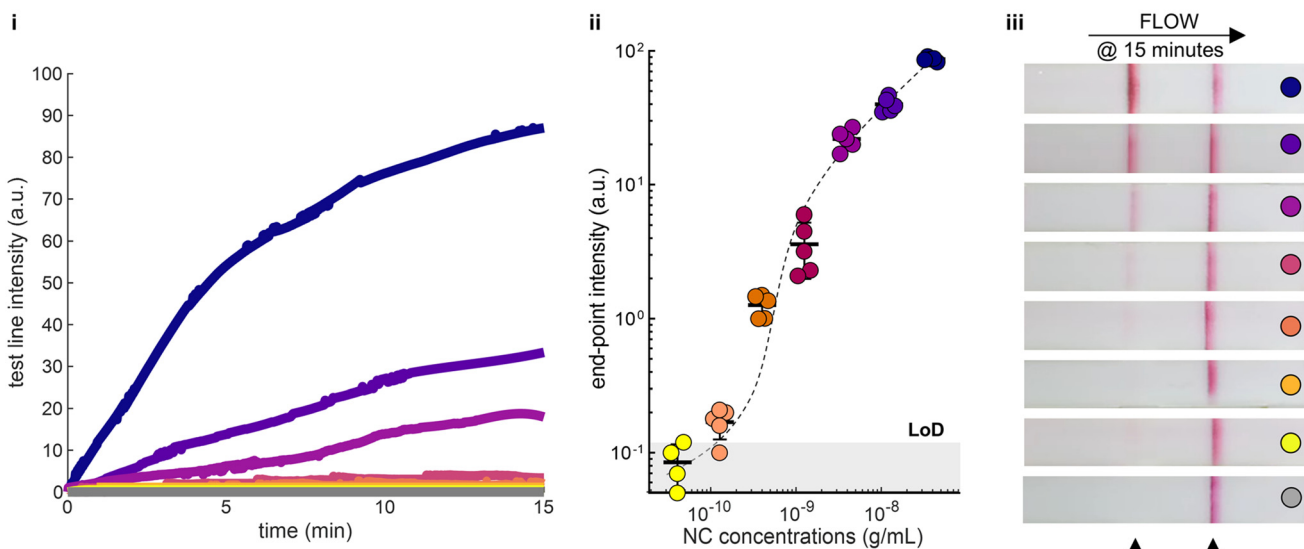 i
100
90
80
70
60
50
40
30
20
10
0
0
5
10
15
time (min)
test line intensity (a.u.)
ii
10²
10¹
10⁰
10⁻¹
LoD
10⁻¹⁰
10⁻⁹
10⁻⁸
NC concentrations (g/mL)
end-point intensity (a.u.)
iii
FLOW
@ 15 minutes